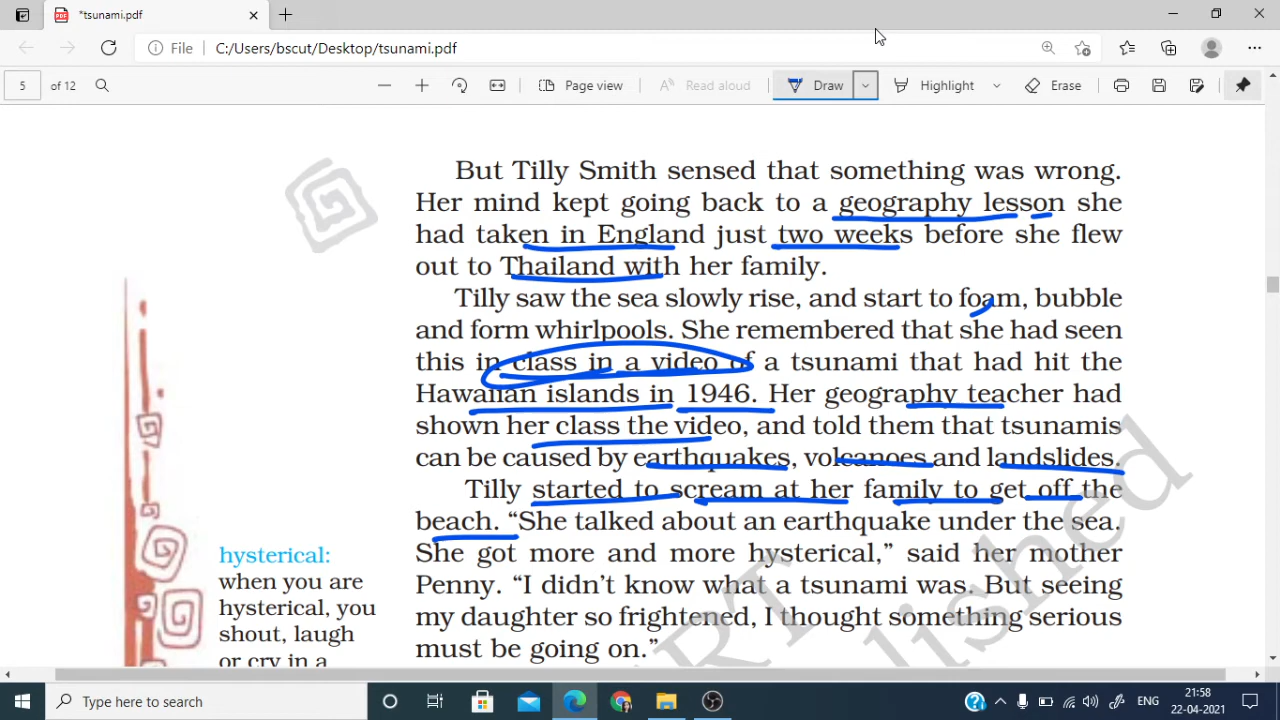 *tsunami.pdf
File C:/Users/bscut/Desktop/tsunami.pdf
5 of 12 Page view Read aloud Draw Highlight Erase
But Tilly Smith sensed that something was wrong.
Her mind kept going back to a geography lesson she
had taken in England just two weeks before she flew
out to Thailand with her family.
Tilly saw the sea slowly rise, and start to foam, bubble
and form whirlpools. She remembered that she had seen
this in class in a video of a tsunami that had hit the
Hawaiian islands in 1946. Her geography teacher had
shown her class the video, and told them that tsunamis
can be caused by earthquakes, volcanoes and landslides.
Tilly started to scream at her family to get off the
beach. “She talked about an earthquake under the sea.
She got more and more hysterical,” said her mother
Penny. “I didn’t know what a tsunami was. But seeing
my daughter so frightened, I thought something serious
must be going on.”
hysterical:
when you are
hysterical, you
shout, laugh
or cry in a
Type here to search
ENG
21:58
22-04-2021